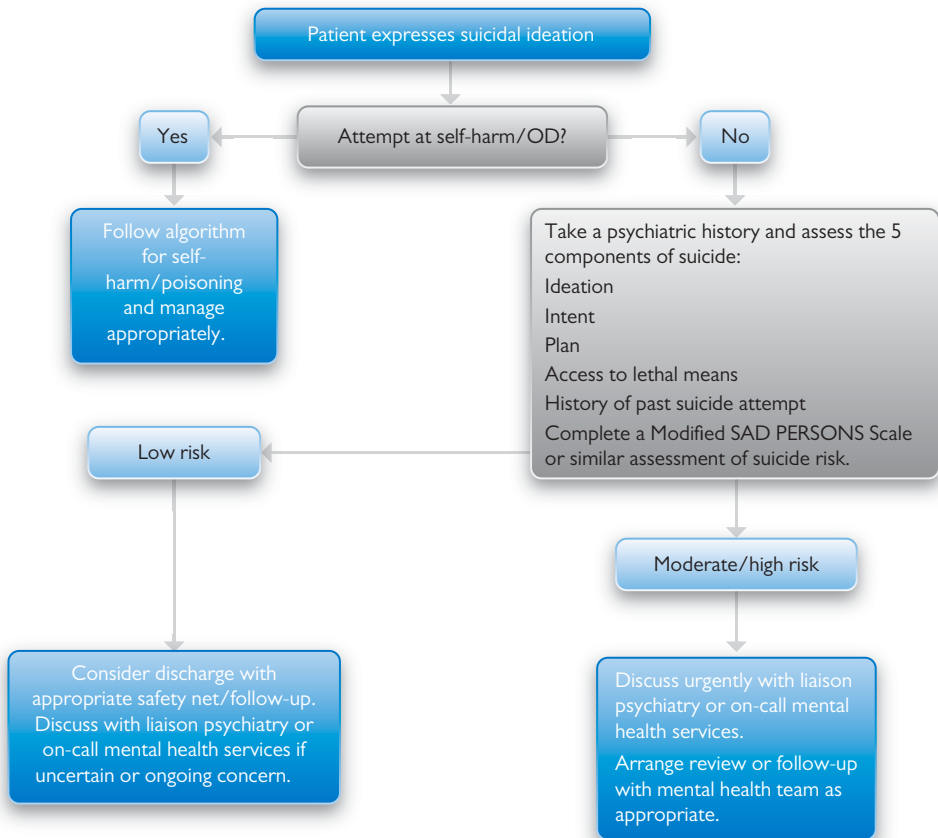 Patient expresses suicidal ideation
Yes
Attempt at self-harm/OD?
No
Follow algorithm
for self-
harm/poisoning
and manage
appropriately.
Take a psychiatric history and assess the 5
components of suicide:
Ideation
Intent
Plan
Access to lethal means
History of past suicide attempt
Complete a Modified SAD PERSONS Scale
or similar assessment of suicide risk.
Low risk
Moderate/high risk
Consider discharge with
appropriate safety net/follow-up.
Discuss with liaison psychiatry or
on-call mental health services if
uncertain or ongoing concern.
Discuss urgently with liaison
psychiatry or on-call mental
health services.
Arrange review or follow-up
with mental health team as
appropriate.